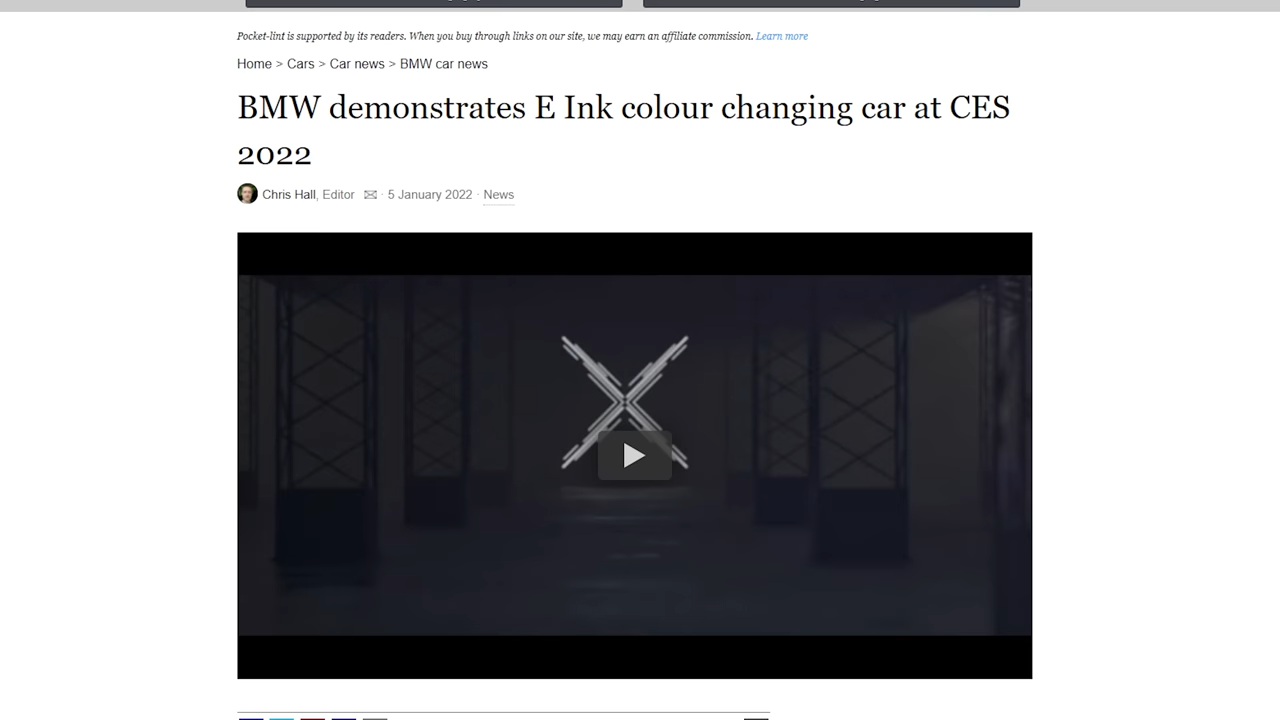 Pocket-lint is supported by its readers. When you buy through links on our site, we may earn an affiliate commission. Learn more
Home > Cars > Car news > BMW car news
BMW demonstrates E Ink colour changing car at CES
2022
Chris Hall, Editor · 5 January 2022 · News